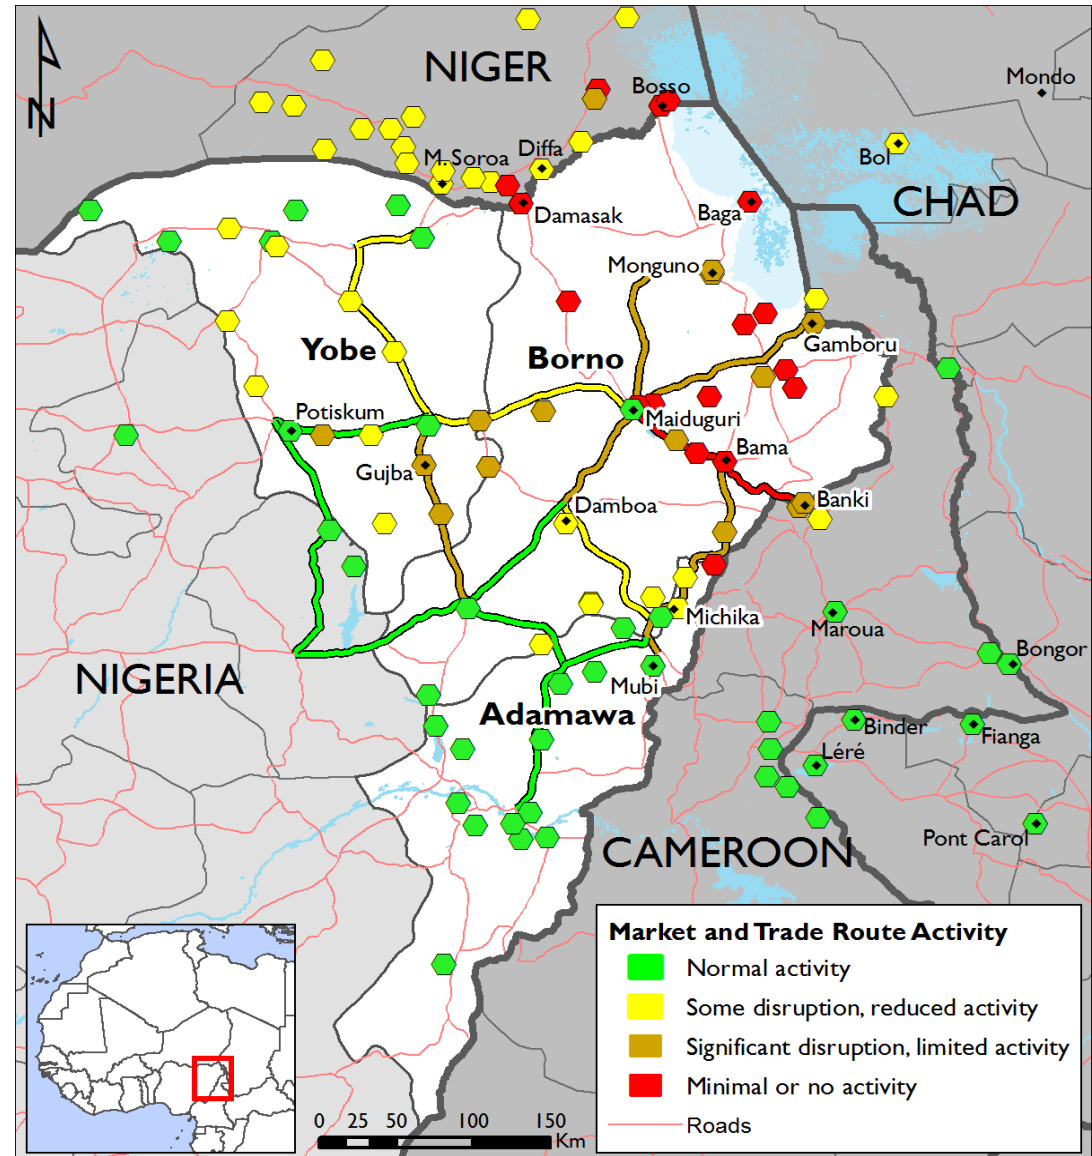 NIGER
Mondo
Bosso
N
Diffa
Bol
M. Soroa
CHAD
Damasak
Baga
Monguno
Gamboru
Yobe
Borno
Potiskum
Maiduguri
Bama
Gujba
Banki
Damboa
Michika
Maroua
NIGERIA
Bongor
Mubi
Adamawa
Binder
Fianga
Léré
Pont Carol
CAMEROON
Market and Trade Route Activity
Normal activity
Some disruption, reduced activity
Significant disruption, limited activity
Minimal or no activity
Roads
0 25 50 100 150
Km